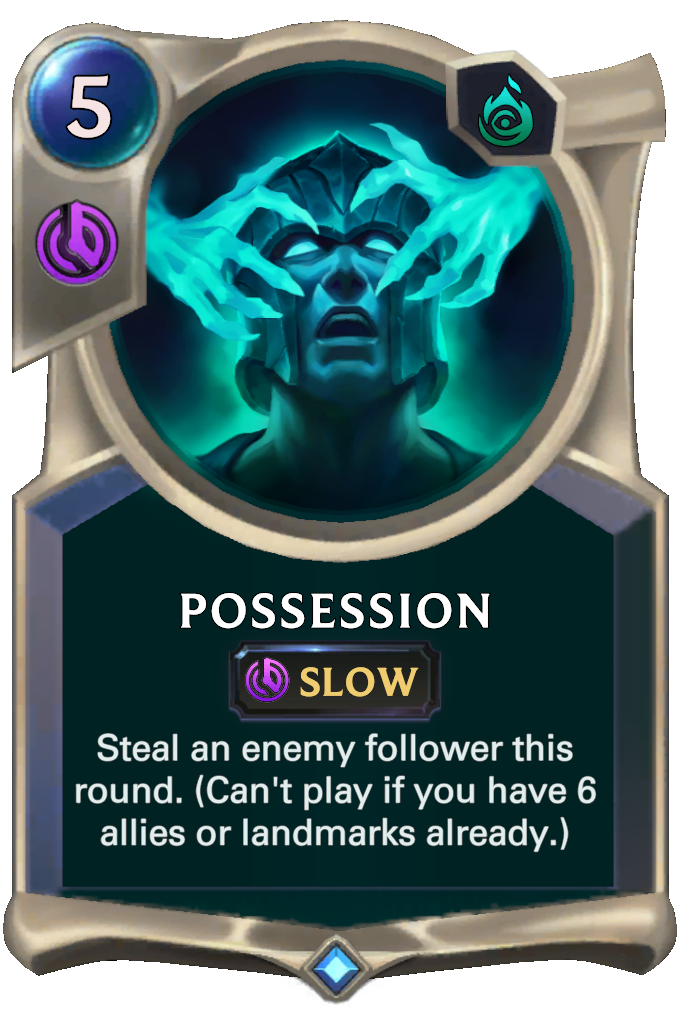 5
POSSESSION
SLOW
Steal an enemy follower this
round. (Can't play if you have 6
allies or landmarks already.)